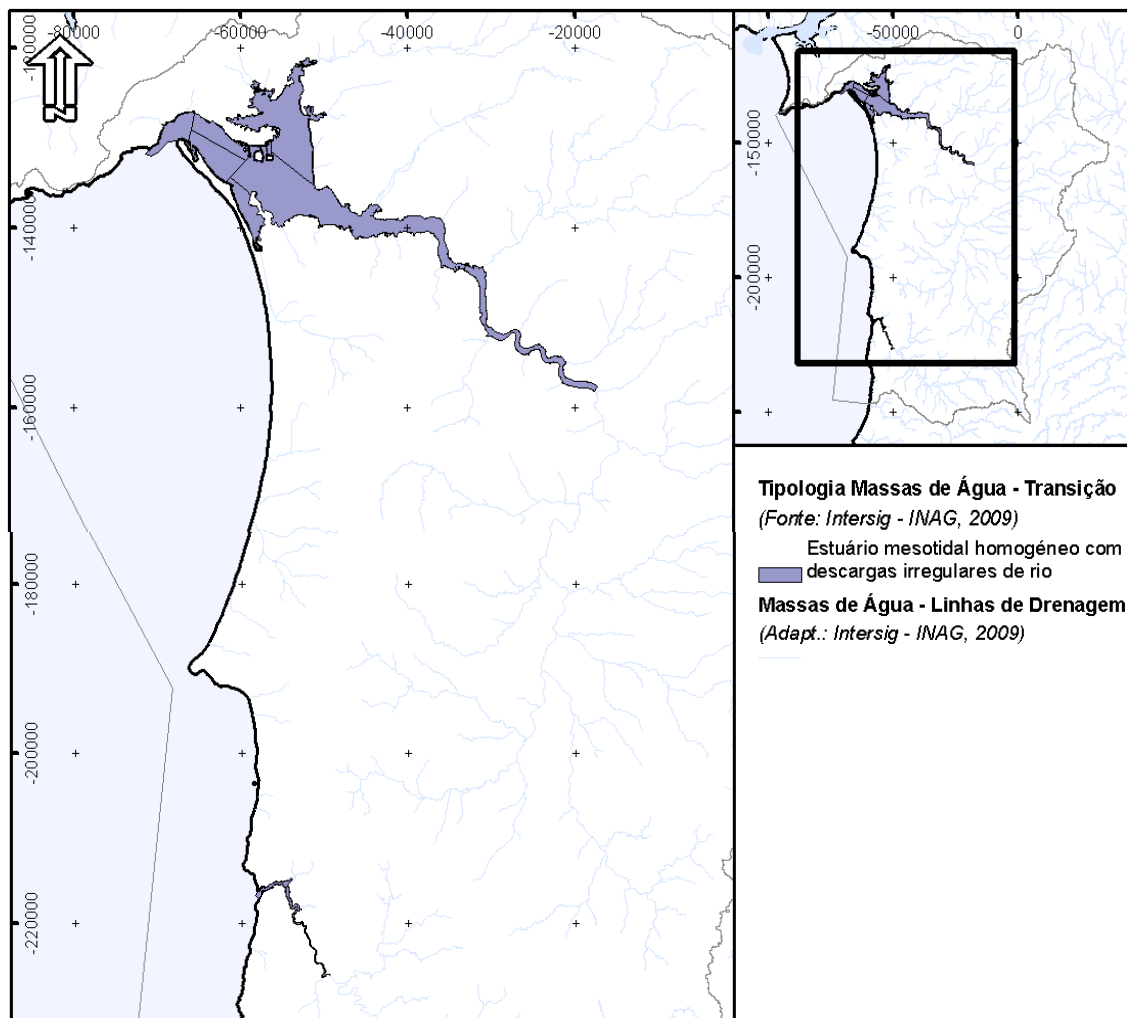 -80000
-60000
-40000
-20000
-50000
0
N
-150000
-200000
-140000
-160000
-180000
-200000
-220000
Tipologia Massas de Água - Transição
(Fonte: Intersig - INAG, 2009)
Estuário mesotidal homogéneo com
descargas irregulares de rio
Massas de Água - Linhas de Drenagem
(Adapt.: Intersig - INAG, 2009)